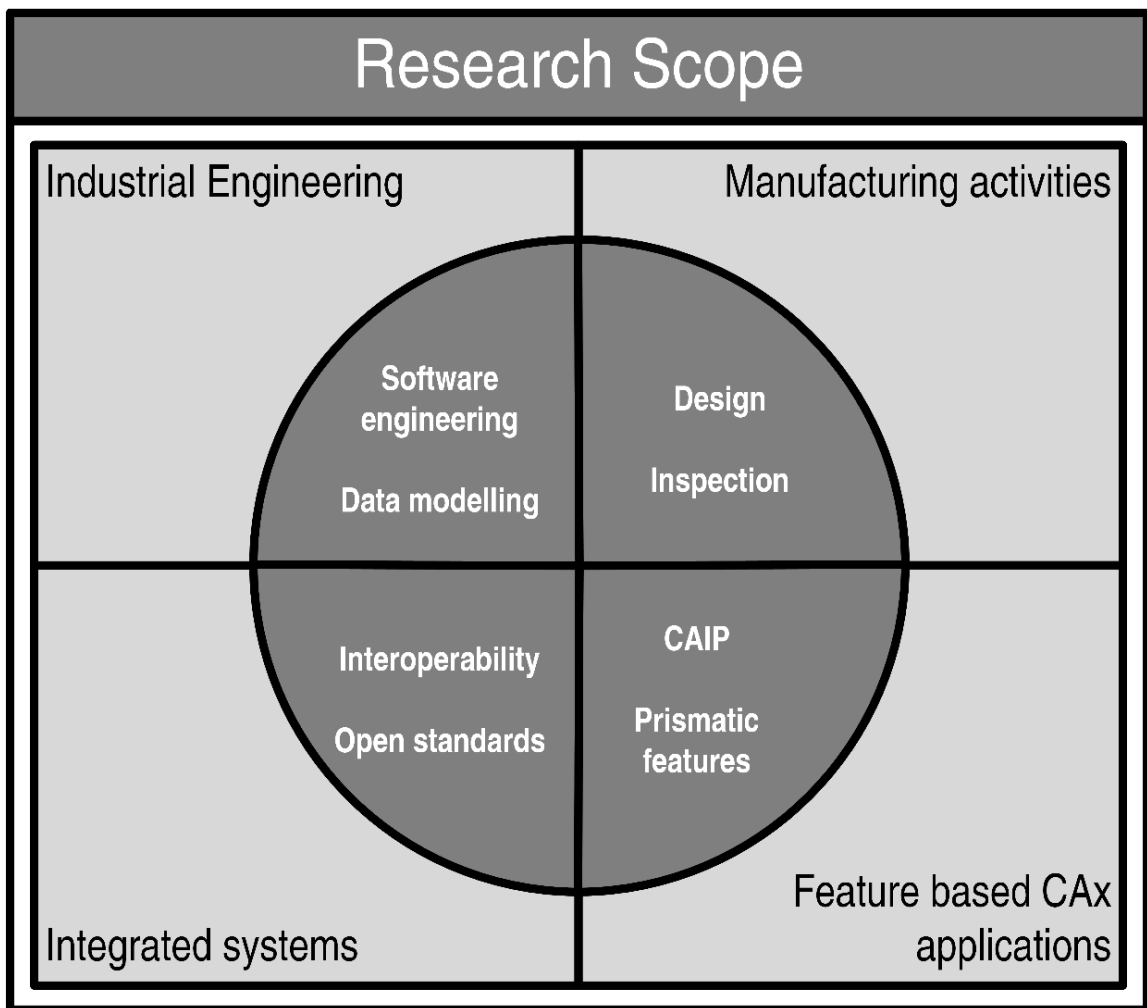 Research Scope
Industrial Engineering
Manufacturing activities
Software
engineering
Data modelling
Design
Inspection
Interoperability
Open standards
CAIP
Prismatic
features
Integrated systems
Feature based CAx
applications